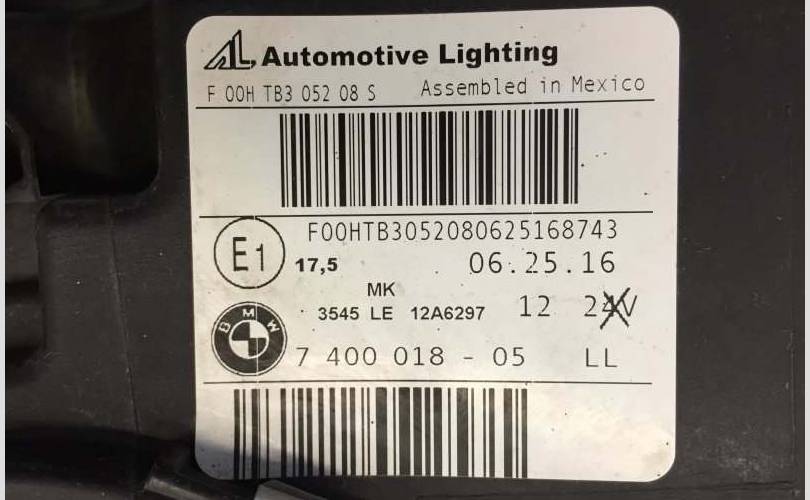 AL Automotive Lighting
F 00H TB3 052 08 S Assembled in Mexico
F00HTB3052080625168743
E1 17,5 06.25.16
MK
3545 LE 12A6297 12 24V
BMW
7 400 018 - 05 LL